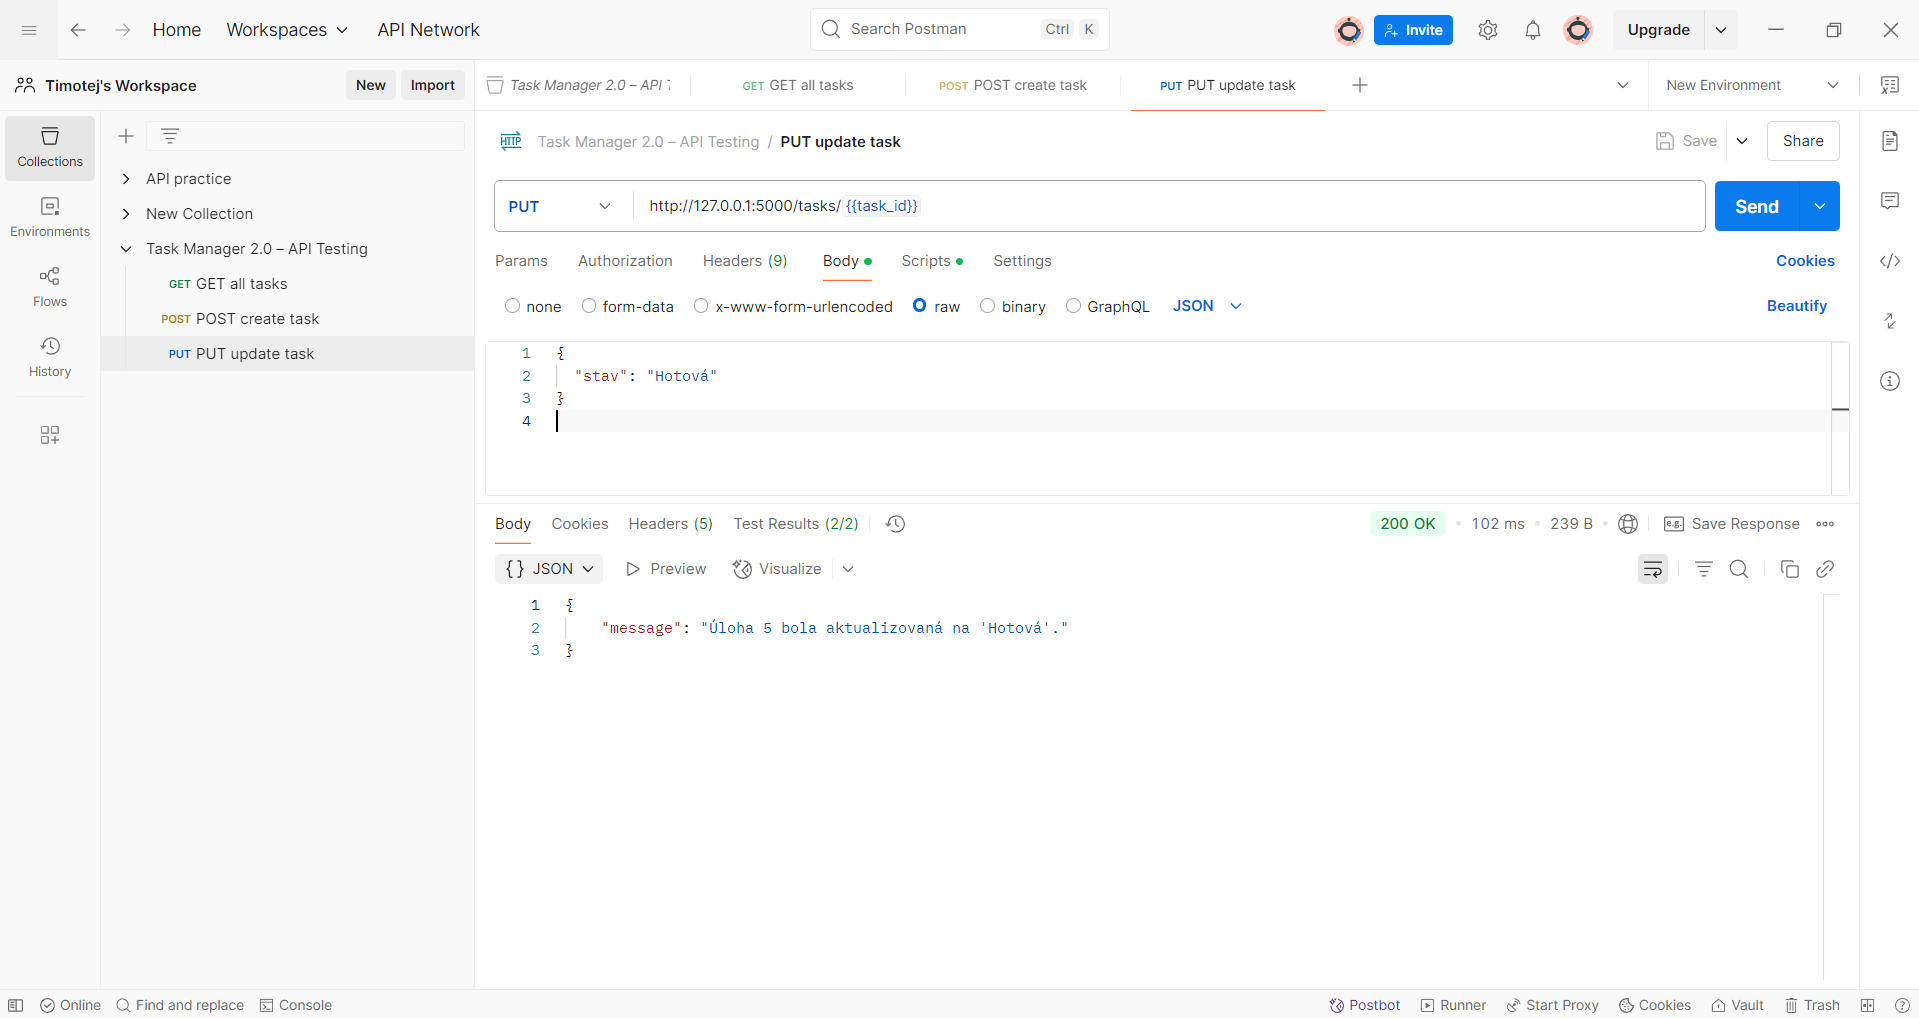 Home Workspaces API Network Search Postman Ctrl K Invite Upgrade
Timotej's Workspace New Import Task Manager 2.0 – API GET GET all tasks POST POST create task PUT PUT update task New Environment
Collections
Environments
Flows
History
API practice
New Collection
Task Manager 2.0 – API Testing
GET GET all tasks
POST POST create task
PUT PUT update task
HTTP Task Manager 2.0 – API Testing / PUT update task Save Share
PUT http://127.0.0.1:5000/tasks/{{task_id}} Send
Params Authorization Headers (9) Body Scripts Settings Cookies
none form-data x-www-form-urlencoded raw binary GraphQL JSON Beautify
1 {
2 "stav": "Hotová"
3 }
4
Body Cookies Headers (5) Test Results (2/2) 200 OK 102 ms 239 B e.g. Save Response
{} JSON Preview Visualize
1 {
2 "message": "Úloha 5 bola aktualizovaná na 'Hotová'."
3 }
Online Find and replace Console Postbot Runner Start Proxy Cookies Vault Trash